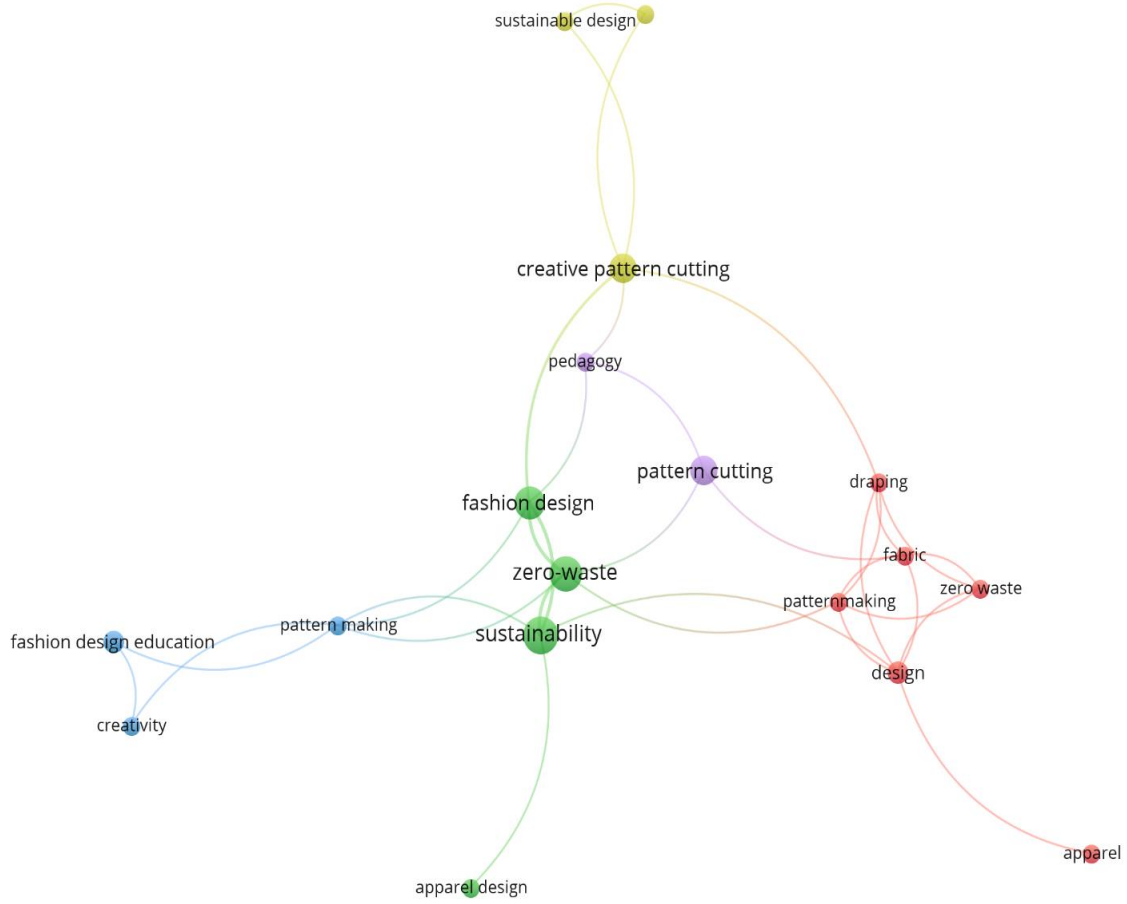 sustainable design
creative pattern cutting
pedagogy
pattern cutting
draping
fashion design
fabric
zero-waste
zero waste
patternmaking
pattern making
sustainability
fashion design education
design
creativity
apparel
apparel design